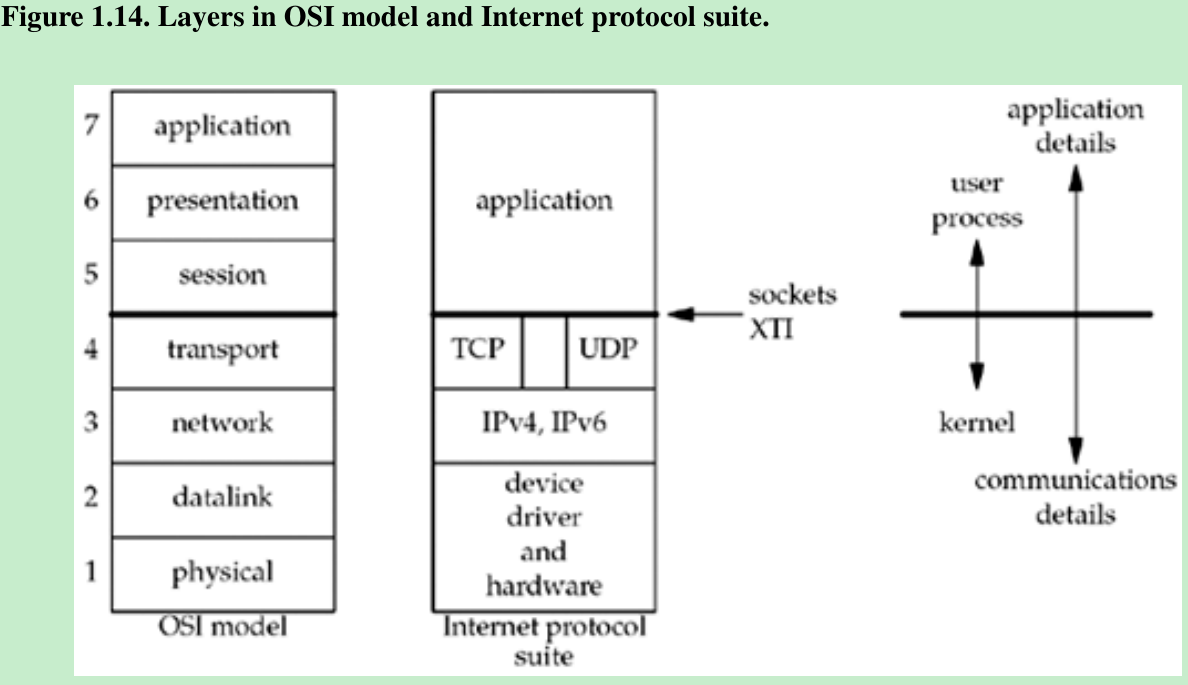 Figure 1.14. Layers in OSI model and Internet protocol suite.
7
application
6
presentation
5
session
4
transport
3
network
2
datalink
1
physical
OSI model
application
TCP
UDP
IPv4, IPv6
device
driver
and
hardware
Internet protocol
suite
sockets
XTI
user
process
kernel
application
details
communications
details